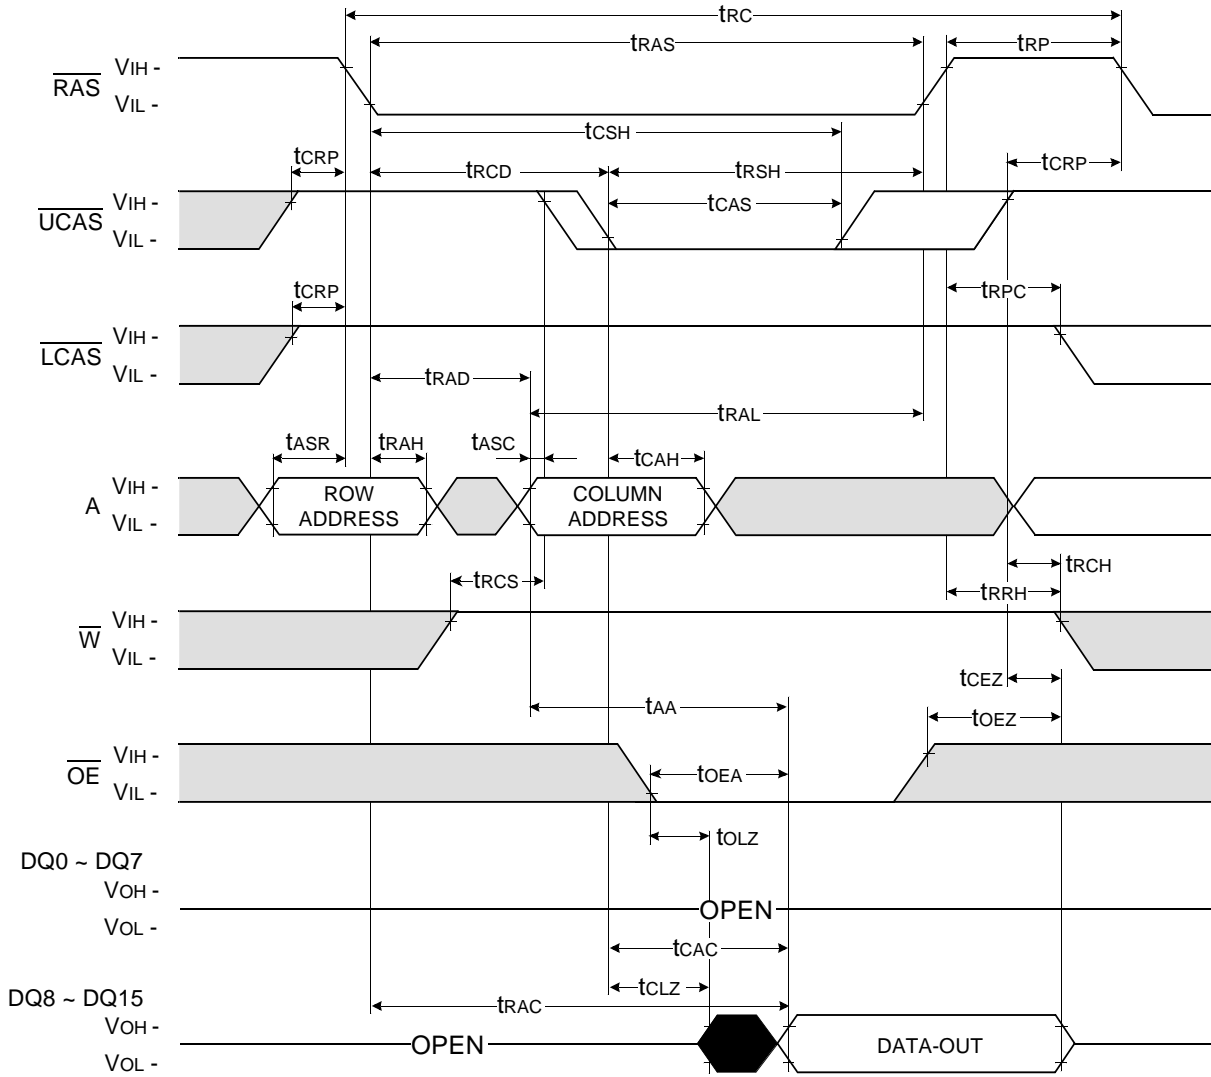 tRC
tRAS
tRP
RAS
VIH -
VIL -
tCSH
tCRP
tRCD
tRSH
tCRP
UCAS
VIH -
VIL -
tCAS
tCRP
tRPC
LCAS
VIH -
VIL -
tRAD
tRAL
tASR
tRAH
tASC
tCAH
A
VIH -
VIL -
ROW
ADDRESS
COLUMN
ADDRESS
tRCS
tRCH
tRRH
W
VIH -
VIL -
tCEZ
tAA
tOEZ
OE
VIH -
VIL -
tOEA
tOLZ
DQ0 ~ DQ7
VOH -
VOL -
OPEN
tCAC
tCLZ
DQ8 ~ DQ15
tRAC
VOH -
VOL -
OPEN
DATA-OUT